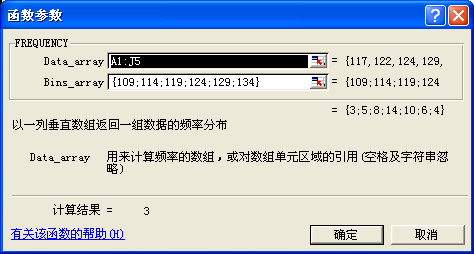 函数参数
FREQUENCY
Data_array A1:J5 = {117,122,124,129,
Bins_array {109;114;119;124;129;134} = {109;114;119;124
= {3;5;8;14;10;6;4}
以一列垂直数组返回一组数据的频率分布
Data_array 用来计算频率的数组，或对数组单元区域的引用(空格及字符串忽
略)
计算结果 = 3
有关该函数的帮助(H)
确定 取消